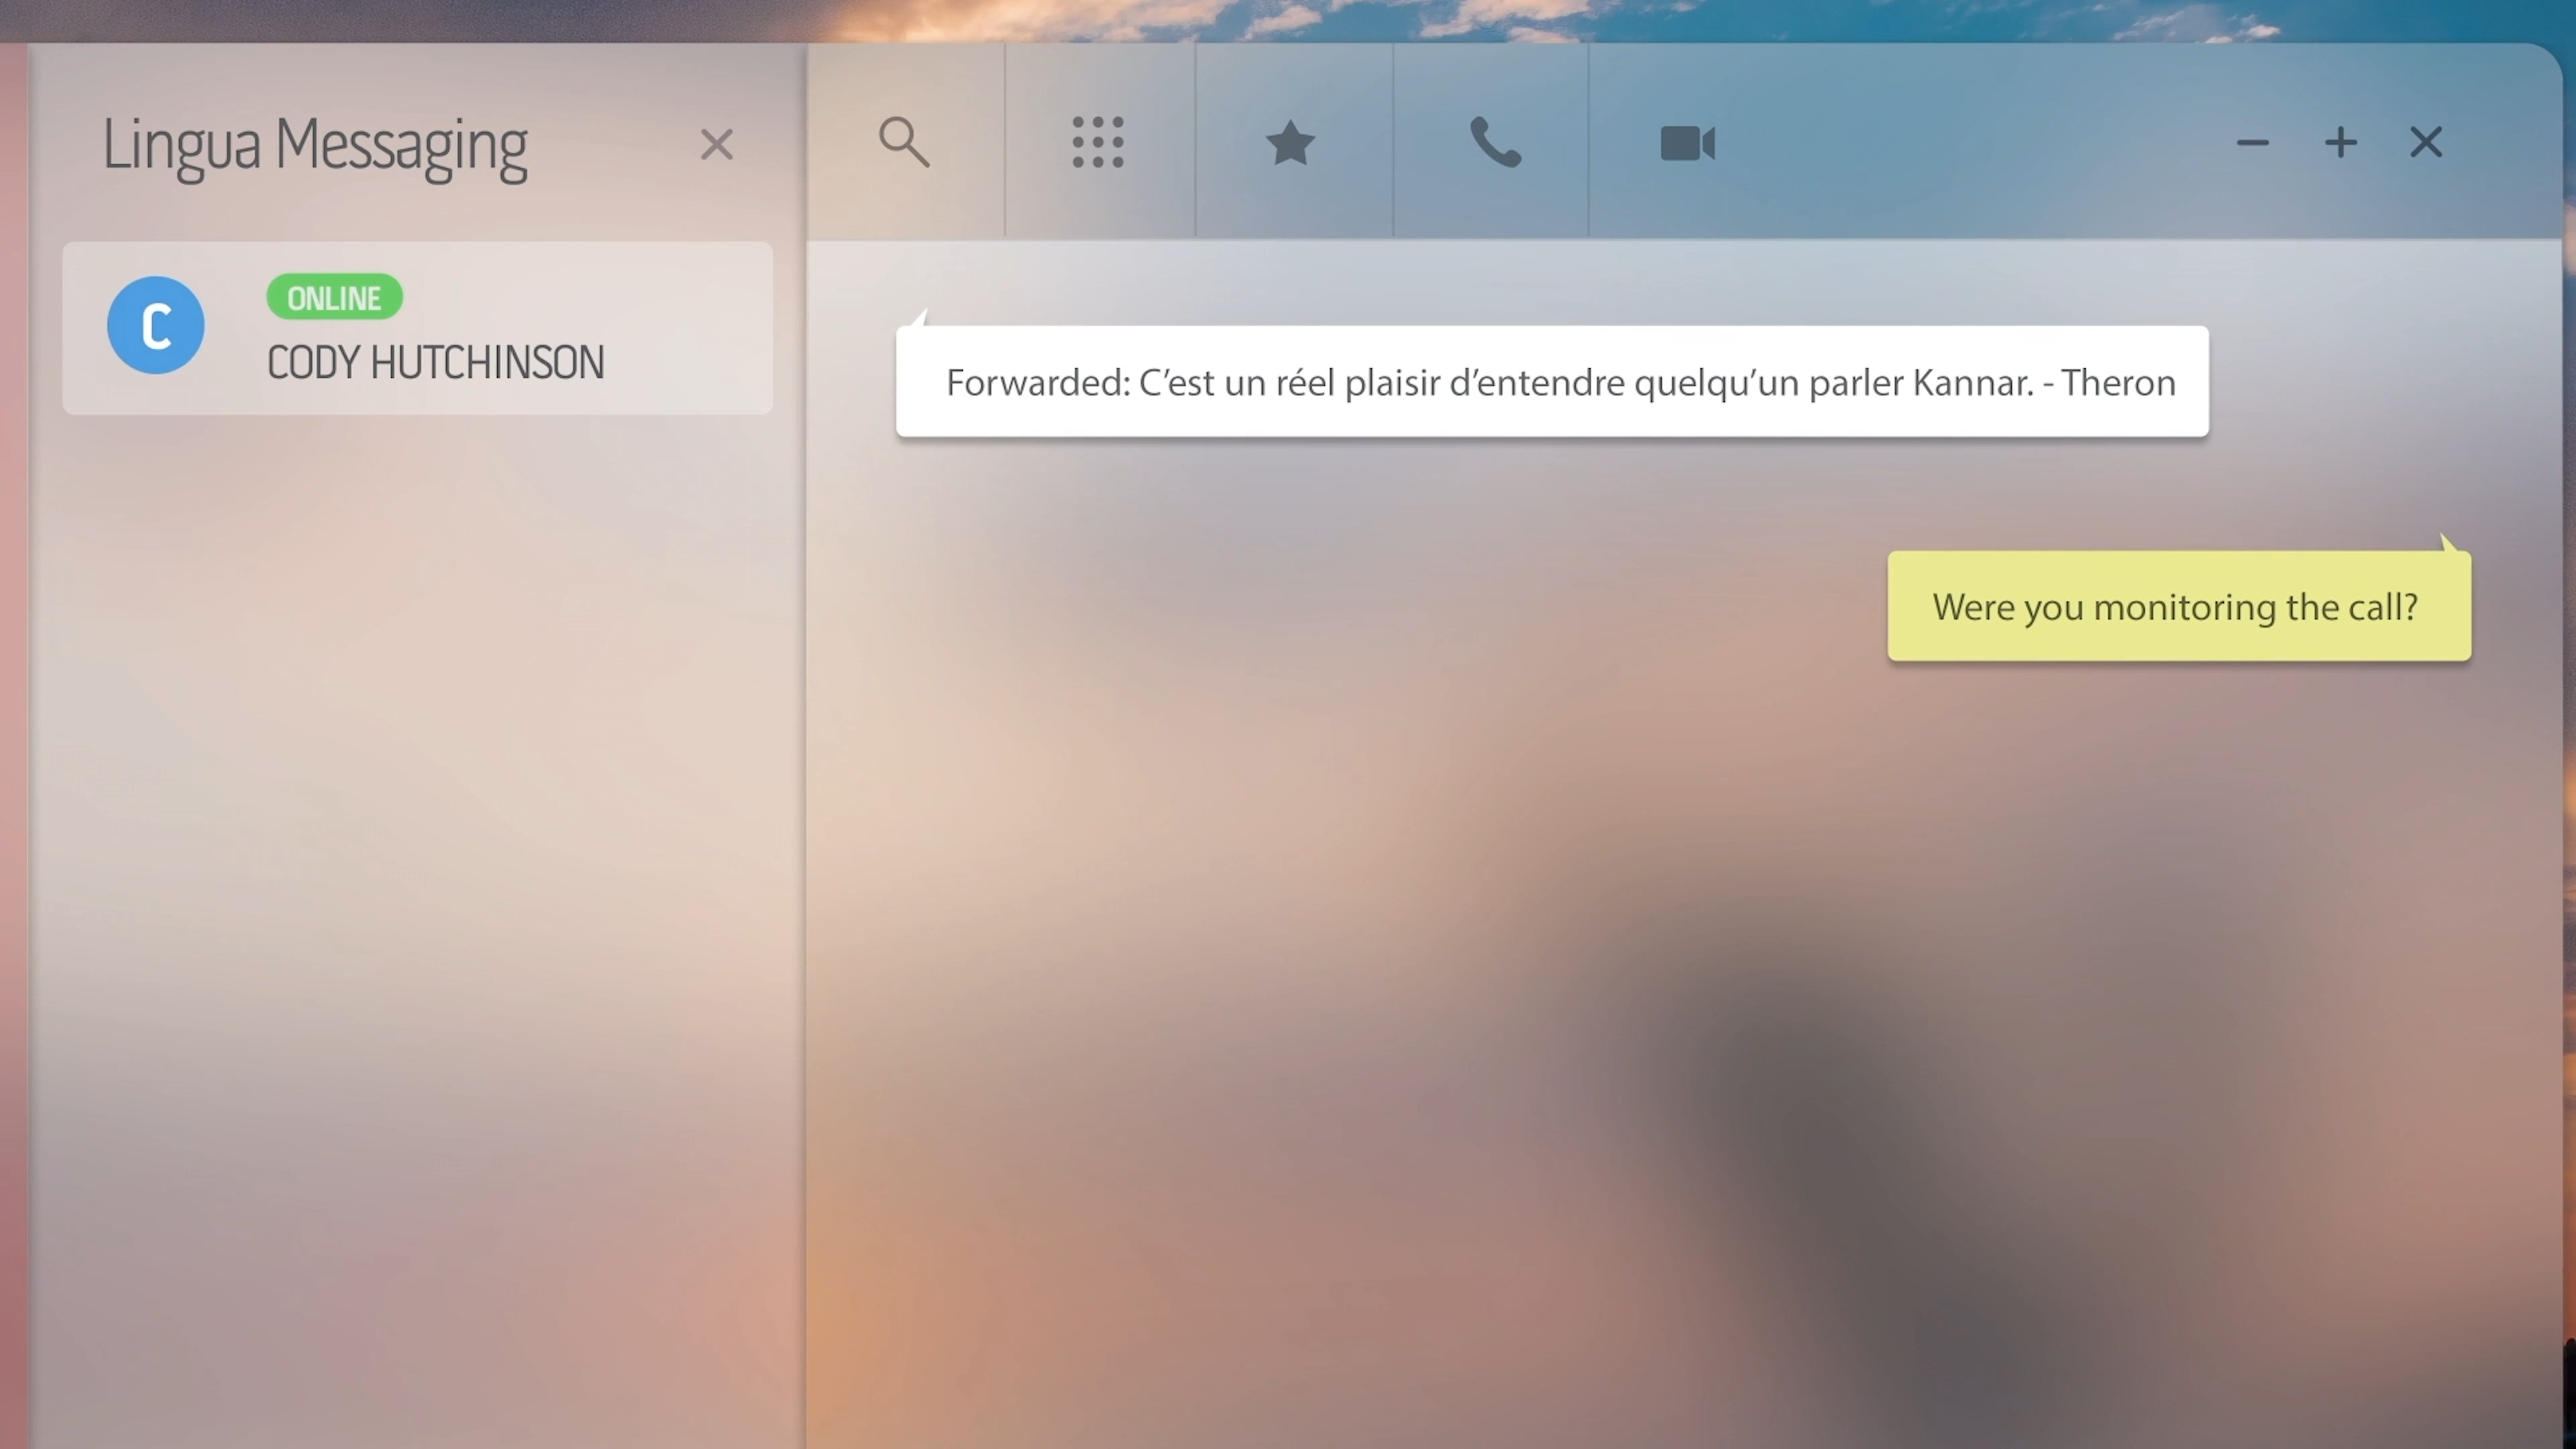 Lingua Messaging
C
ONLINE
CODY HUTCHINSON
Forwarded: C’est un réel plaisir d’entendre quelqu’un parler Kannar. - Theron
Were you monitoring the call?